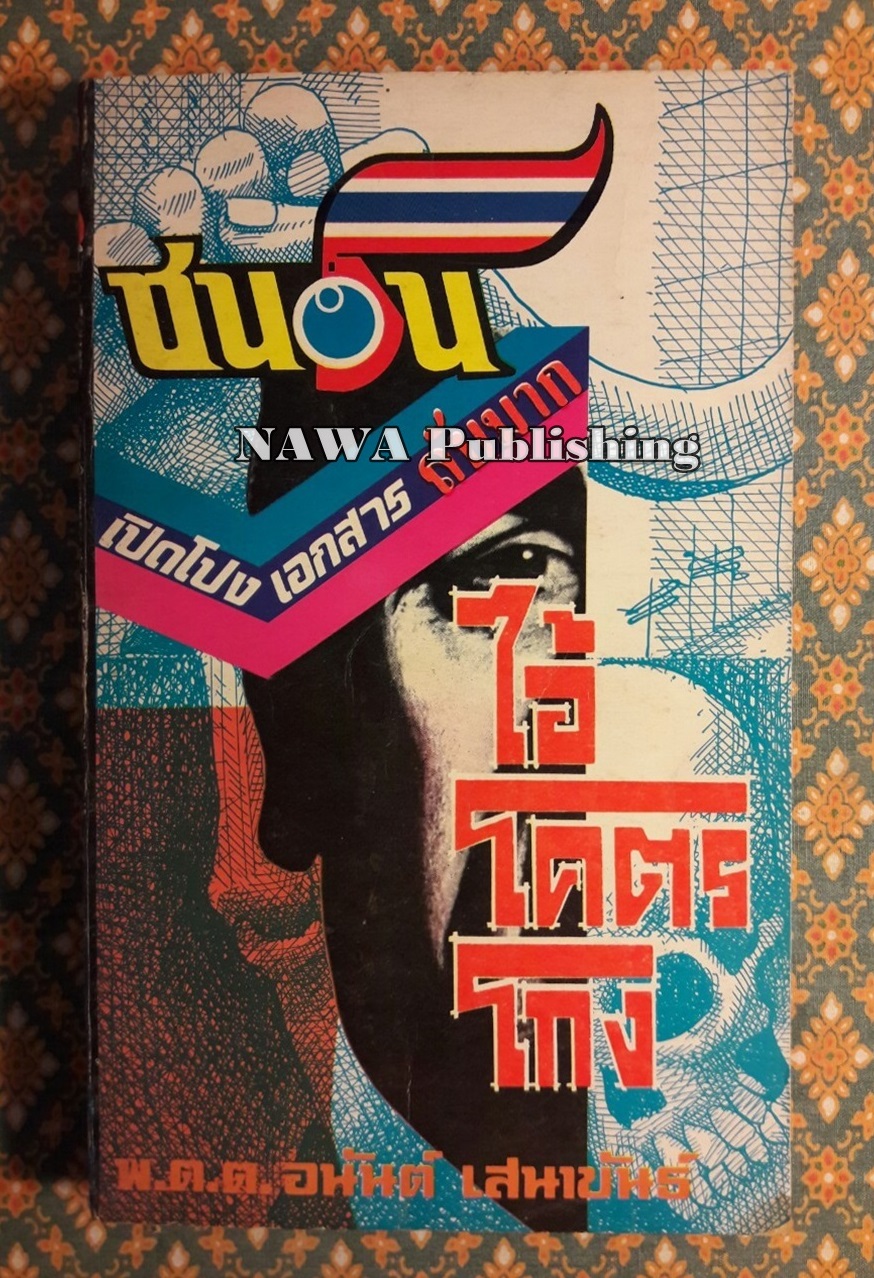 ชนวน
NAWA Publishing
เปิดโปง เอกสาร ลับมาก
ไอ้
โคตร
โกง
พ.ต.ต. อนันต์ เสนาขันธ์